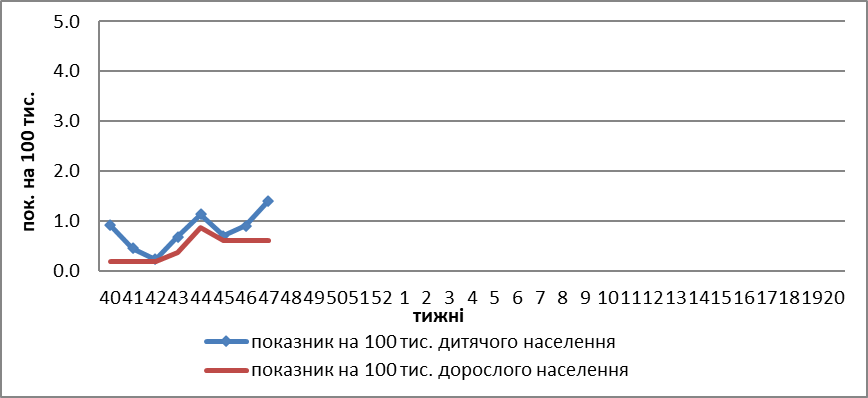 5.0
4.0
3.0
2.0
1.0
0.0
пок. на 100 тис.
40 41 42 43 44 45 46 47 48 49 50 51 52 1 2 3 4 5 6 7 8 9 10 11 12 13 14 15 16 17 18 19 20
тижні
показник на 100 тис. дитячого населення
показник на 100 тис. дорослого населення